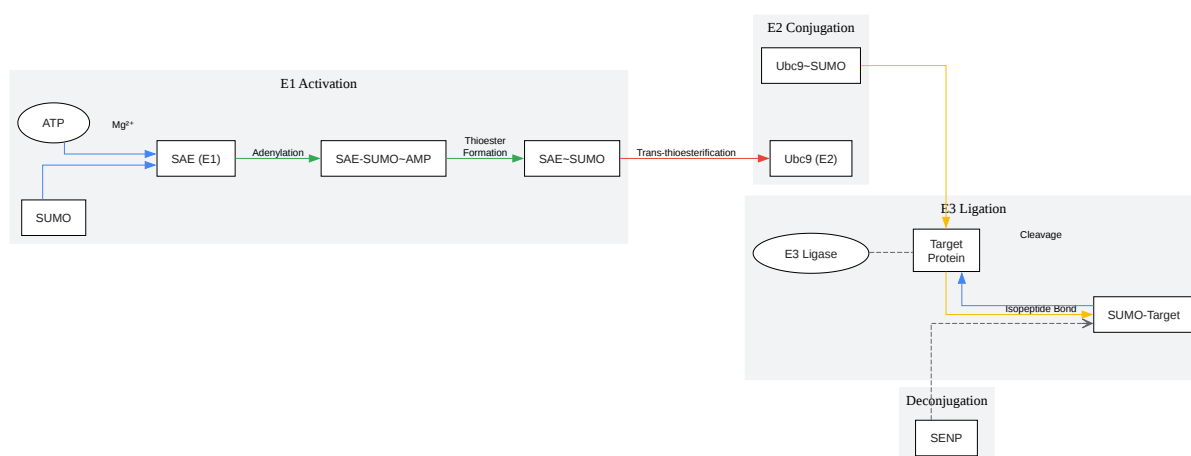 E2 Conjugation
Ubc9~SUMO
E1 Activation
ATP
Mg²⁺
SAE (E1)
Adenylation
SAE-SUMO~AMP
Thioester
Formation
SAE~SUMO
Trans-thioesterification
Ubc9 (E2)
SUMO
E3 Ligation
E3 Ligase
Target
Protein
Cleavage
Isopeptide Bond
SUMO-Target
Deconjugation
SENP